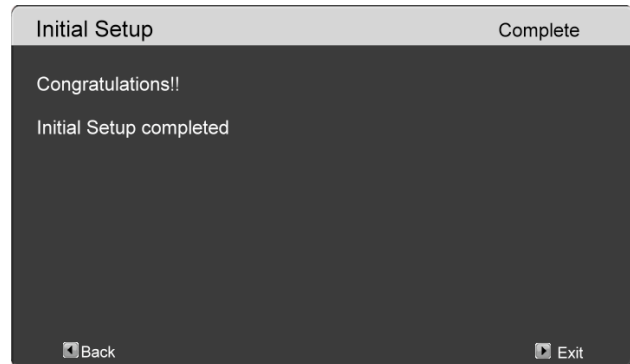 Initial Setup Complete
Congratulations!!
Initial Setup completed
Back Exit